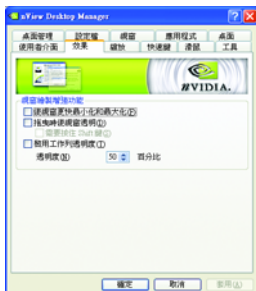 nView Desktop Manager
桌面管理 設定檔 視窗 應用程式 桌面
使用者介面 效果 縮放 快速鍵 滑鼠 工具
NVIDIA.
視窗繪製增強功能
使視窗更快最小化和最大化(P)
拖曳時使視窗透明(D)
需要按住 Shift 鍵(Q)
啟用工作列透明度(T)
透明度(N) 50 百分比
確定 取消 套用(A)